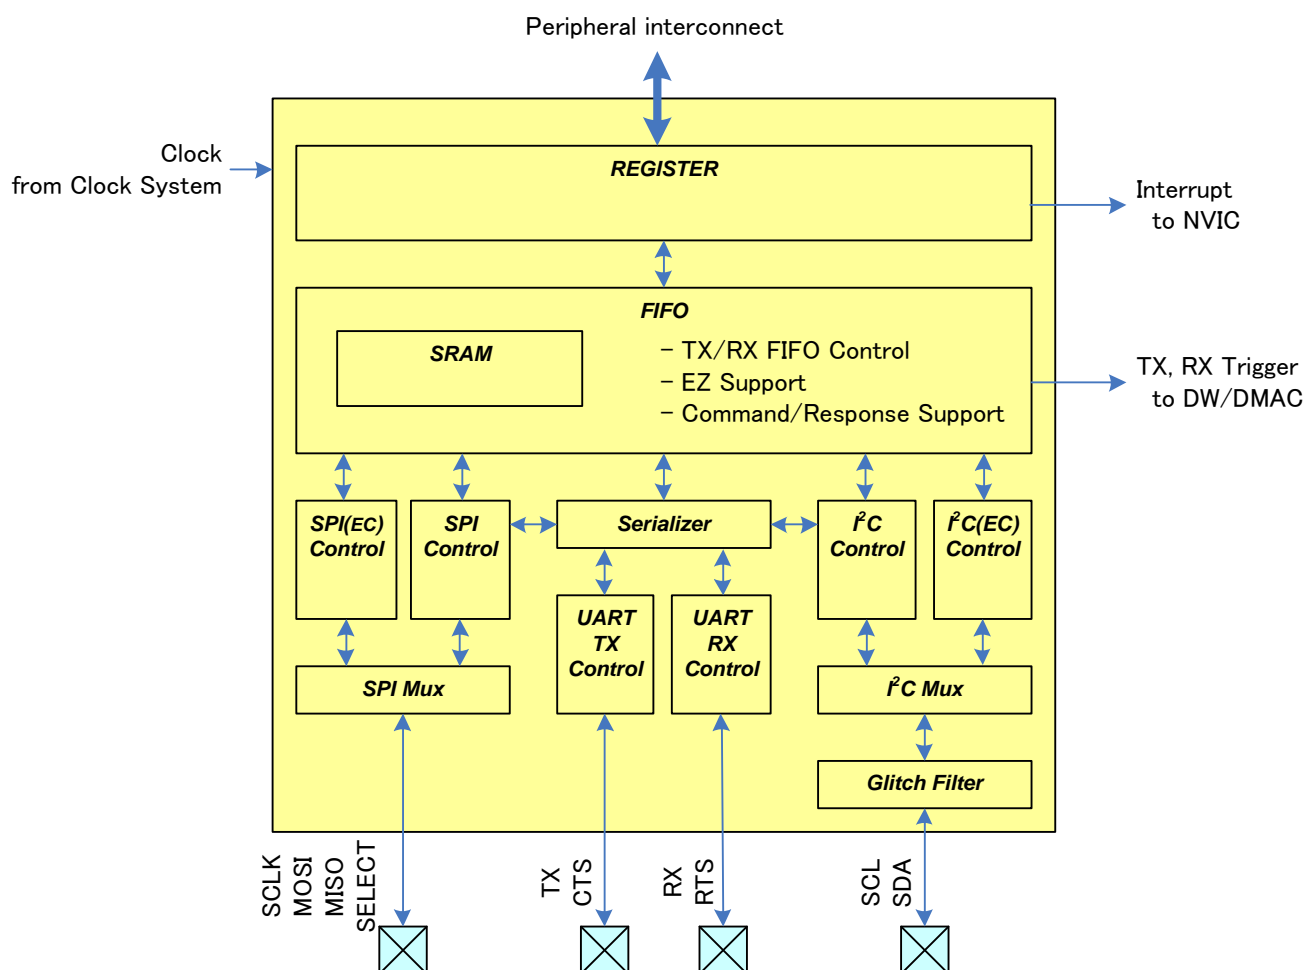 Peripheral interconnect
Clock
from Clock System
REGISTER
Interrupt
to NVIC
FIFO
SRAM
– TX/RX FIFO Control
– EZ Support
– Command/Response Support
TX, RX Trigger
to DW/DMAC
SPI(EC)
Control
SPI
Control
Serializer
I²C
Control
I²C(EC)
Control
UART
TX
Control
UART
RX
Control
SPI Mux
I²C Mux
Glitch Filter
SCLK
MOSI
MISO
SELECT
TX
CTS
RX
RTS
SCL
SDA